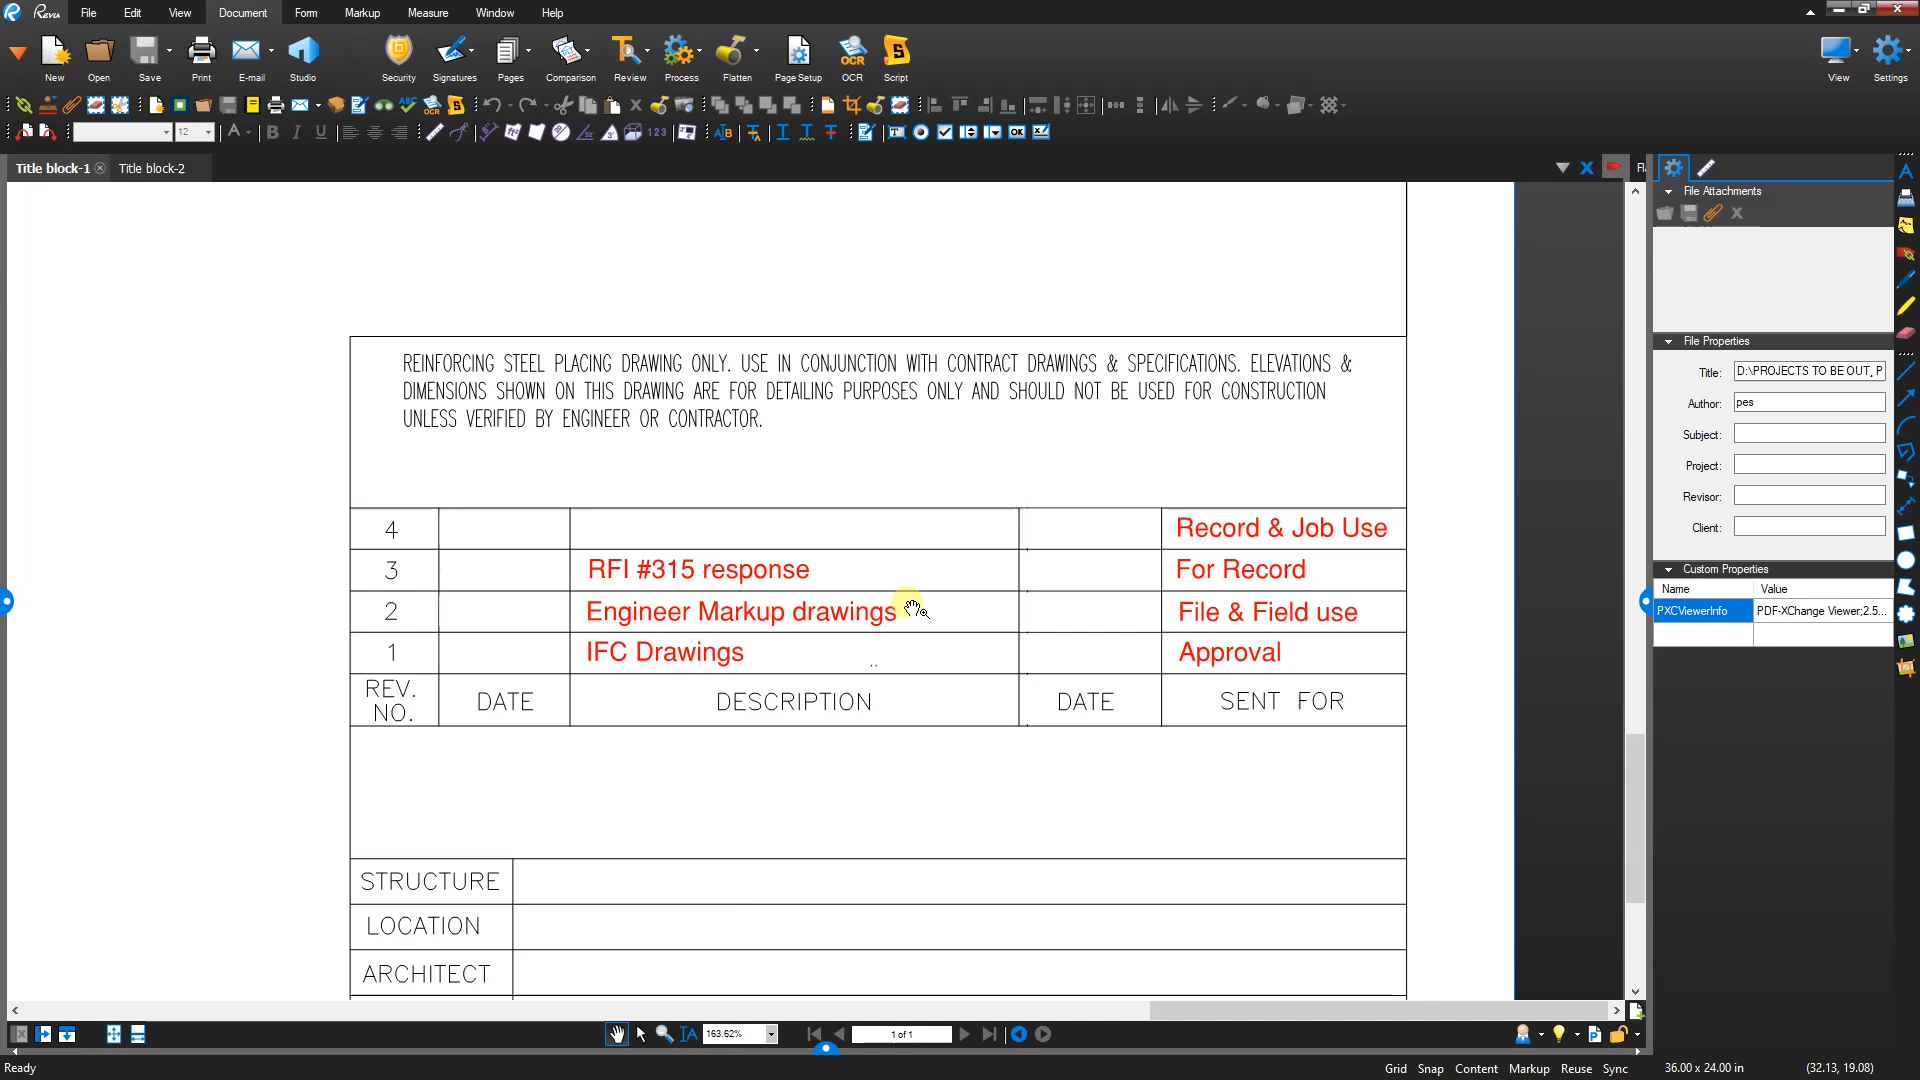 Revu File Edit View Document Form Markup Measure Window Help
New Open Save Print E-mail Studio Security Signatures Pages Comparison Review Process Flatten Page Setup OCR Script View Settings
12
Title block-1 Title block-2
File Attachments
REINFORCING STEEL PLACING DRAWING ONLY. USE IN CONJUNCTION WITH CONTRACT DRAWINGS & SPECIFICATIONS. ELEVATIONS &
DIMENSIONS SHOWN ON THIS DRAWING ARE FOR DETAILING PURPOSES ONLY AND SHOULD NOT BE USED FOR CONSTRUCTION
UNLESS VERIFIED BY ENGINEER OR CONTRACTOR.
File Properties
Title: D:\PROJECTS TO BE OUT_P
Author: pes
Subject:
Project:
Revisor:
Client:
4 Record & Job Use
3 RFI #315 response For Record
2 Engineer Markup drawings File & Field use
1 IFC Drawings Approval
REV. NO. DATE DESCRIPTION DATE SENT FOR
Custom Properties
Name Value
PXCViewerInfo PDF-XChange Viewer;2.5...
STRUCTURE
LOCATION
ARCHITECT
163.62% 1 of 1
Ready Grid Snap Content Markup Reuse Sync 36.00 x 24.00 in (32.13, 19.08)